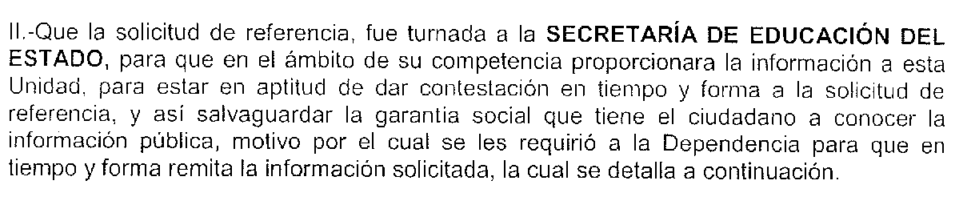 II.-Que la solicitud de referencia, fue turnada a la SECRETARÍA DE EDUCACIÓN DEL
ESTADO, para que en el ámbito de su competencia proporcionara la información a esta
Unidad, para estar en aptitud de dar contestación en tiempo y forma a la solicitud de
referencia, y así salvaguardar la garantia social que tiene el ciudadano a conocer la
información pública, motivo por el cual se les requirió a la Dependencia para que en
tiempo y forma remita la información solicitada, la cual se detalla a continuación.